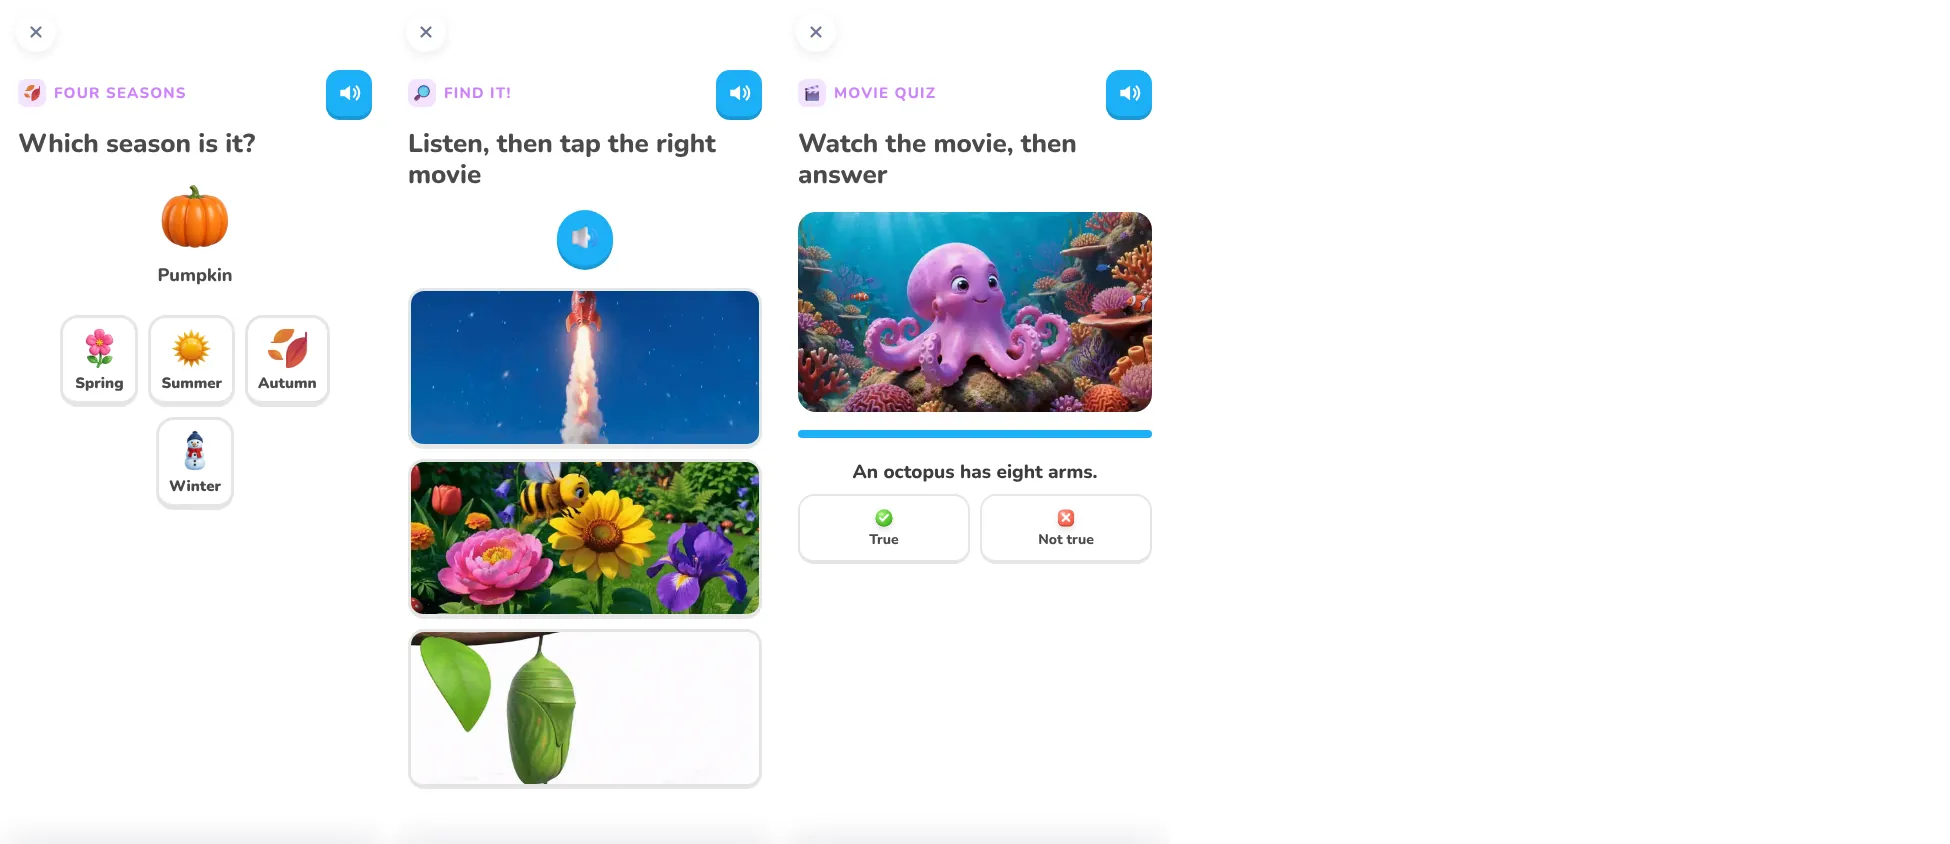 FOUR SEASONS
Which season is it?
Pumpkin
Spring
Summer
Autumn
Winter
FIND IT!
Listen, then tap the right
movie
MOVIE QUIZ
Watch the movie, then
answer
An octopus has eight arms.
True
Not true